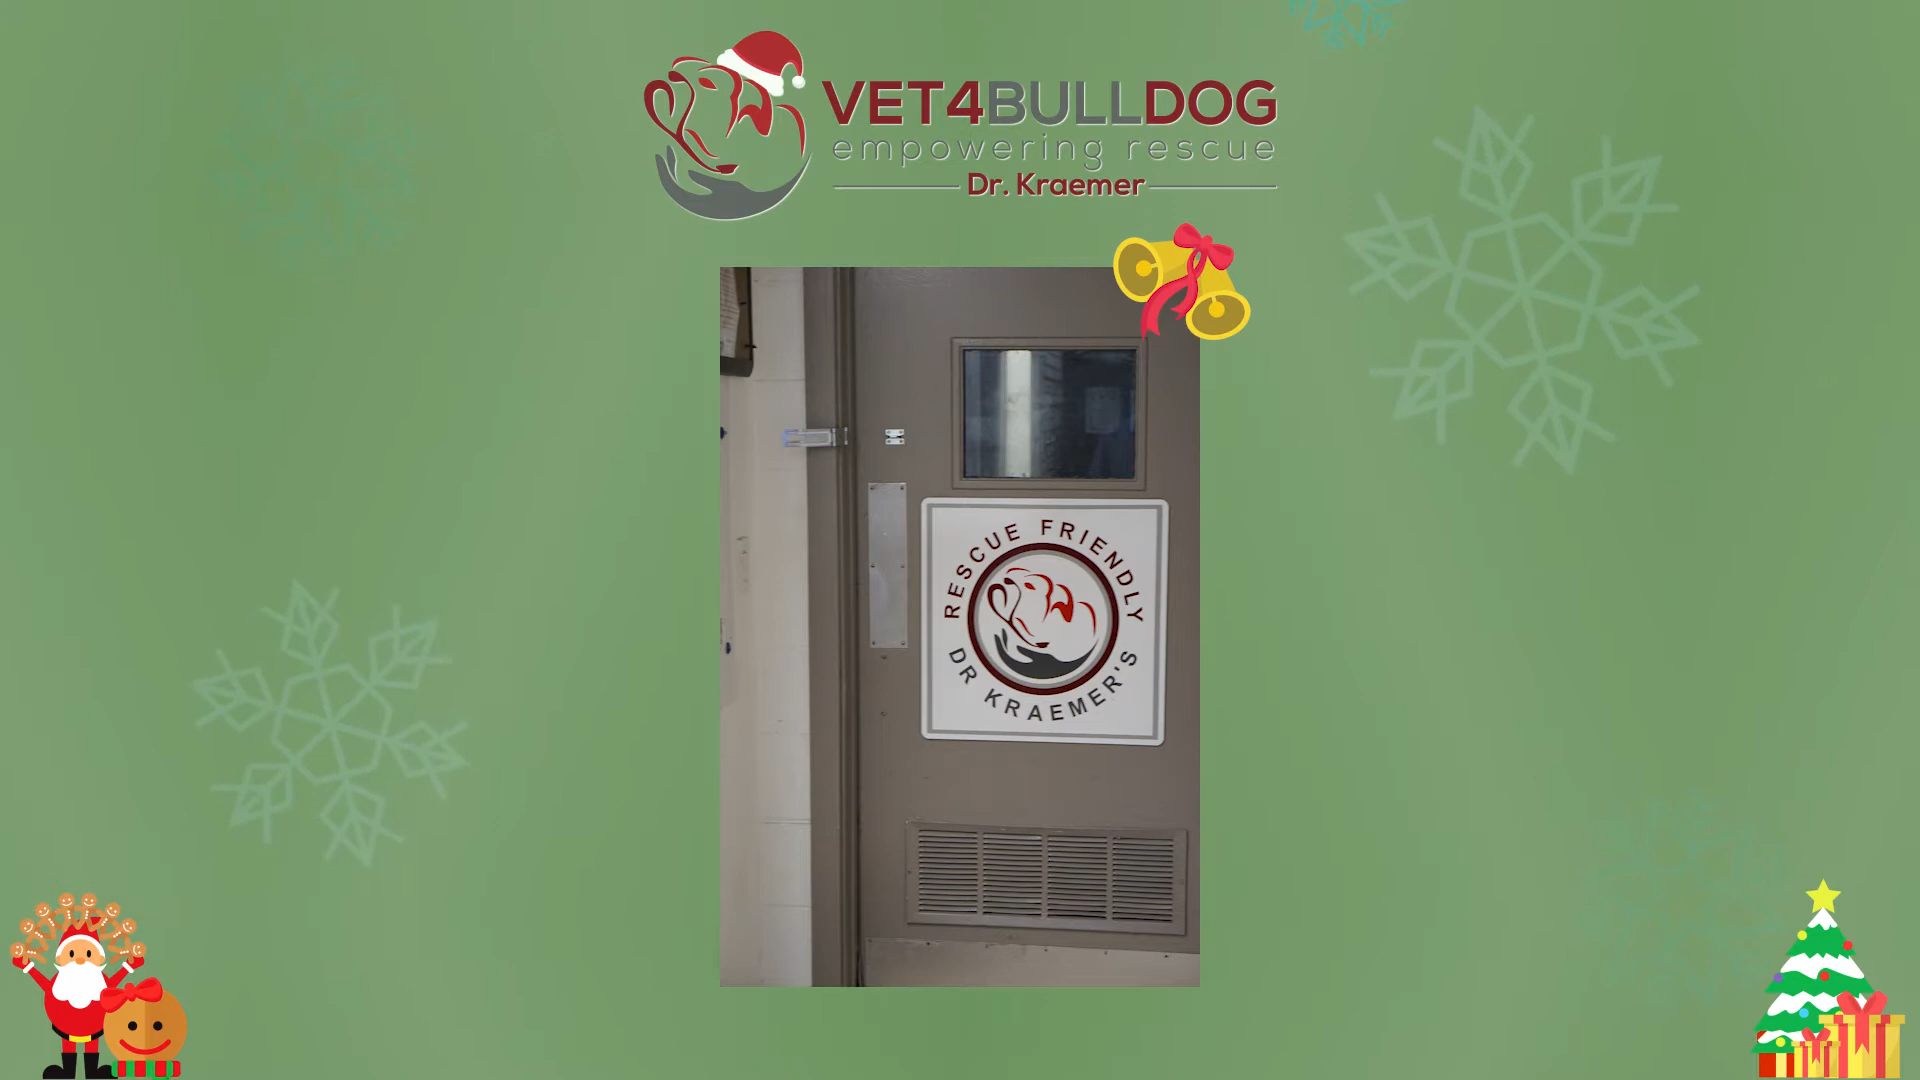 VET4BULLDOG
empowering rescue
Dr. Kraemer
RESCUE FRIENDLY
DR KRAEMER'S